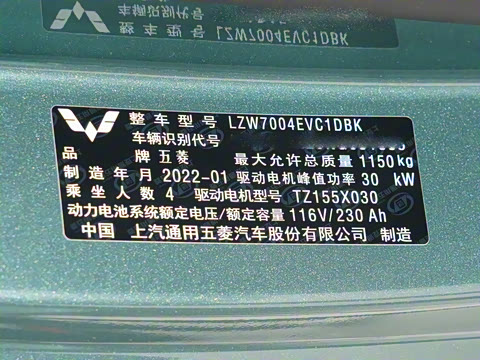 整车型号 LZW7004EVC1DBK
车辆识别代号
品 牌 五菱 最大允许总质量 1150kg
制造年月 2022-01 驱动电机峰值功率 30 kW
乘坐人数 4 驱动电机型号 TZ155X030
动力电池系统额定电压/额定容量 116V/230 Ah
中国 上汽通用五菱汽车股份有限公司 制造